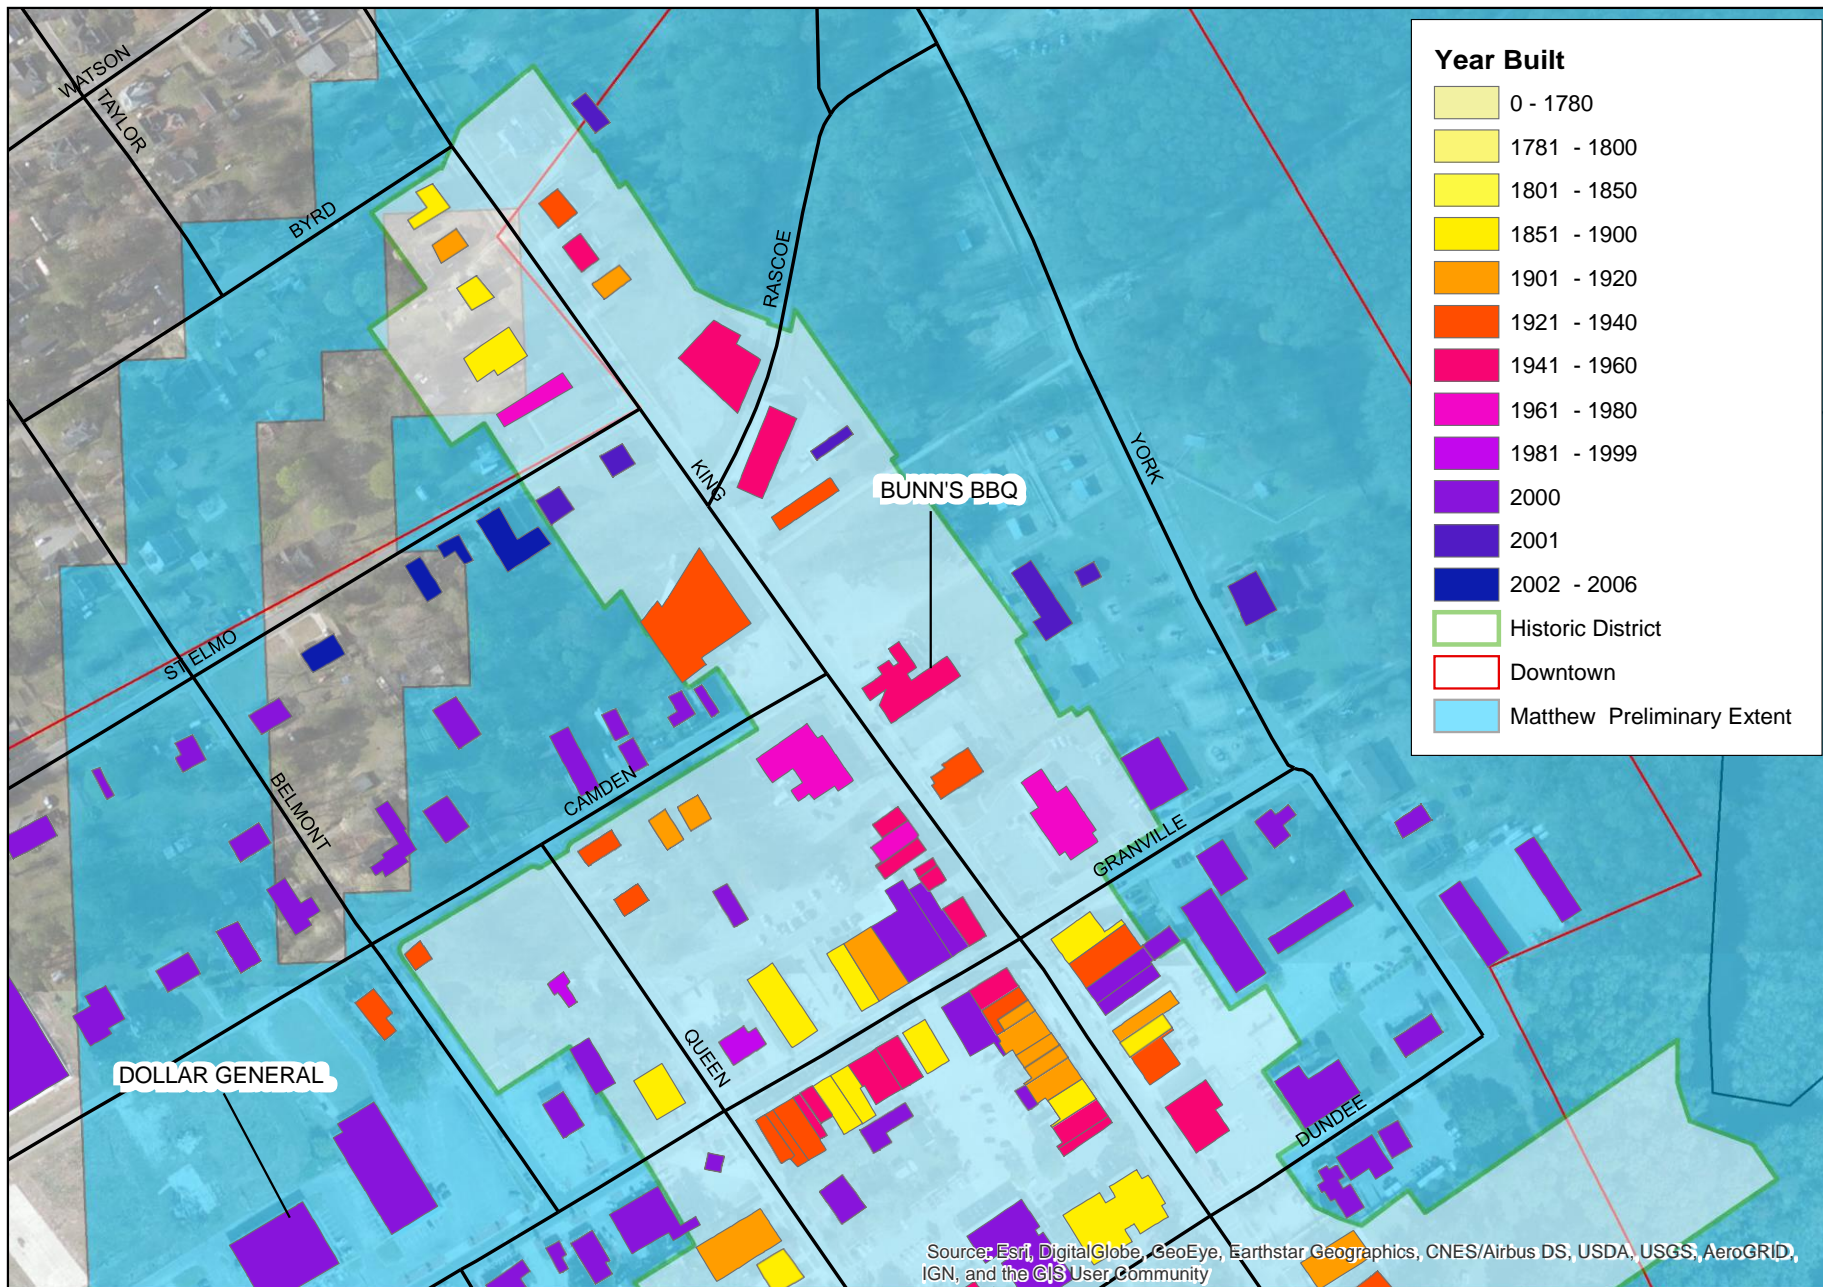 Year Built
0 - 1780
1781 - 1800
1801 - 1850
1851 - 1900
1901 - 1920
1921 - 1940
1941 - 1960
1961 - 1980
1981 - 1999
2000
2001
2002 - 2006
Historic District
Downtown
Matthew Preliminary Extent
WATSON
TAYLOR
BYRD
RASCOE
YORK
KING
BUNN'S BBQ
ST ELMO
BELMONT
CAMDEN
GRANVILLE
QUEEN
DOLLAR GENERAL
DUNDEE
Source: Esri, DigitalGlobe, GeoEye, Earthstar Geographics, CNES/Airbus DS, USDA, USGS, AeroGRID,
IGN, and the GIS User Community